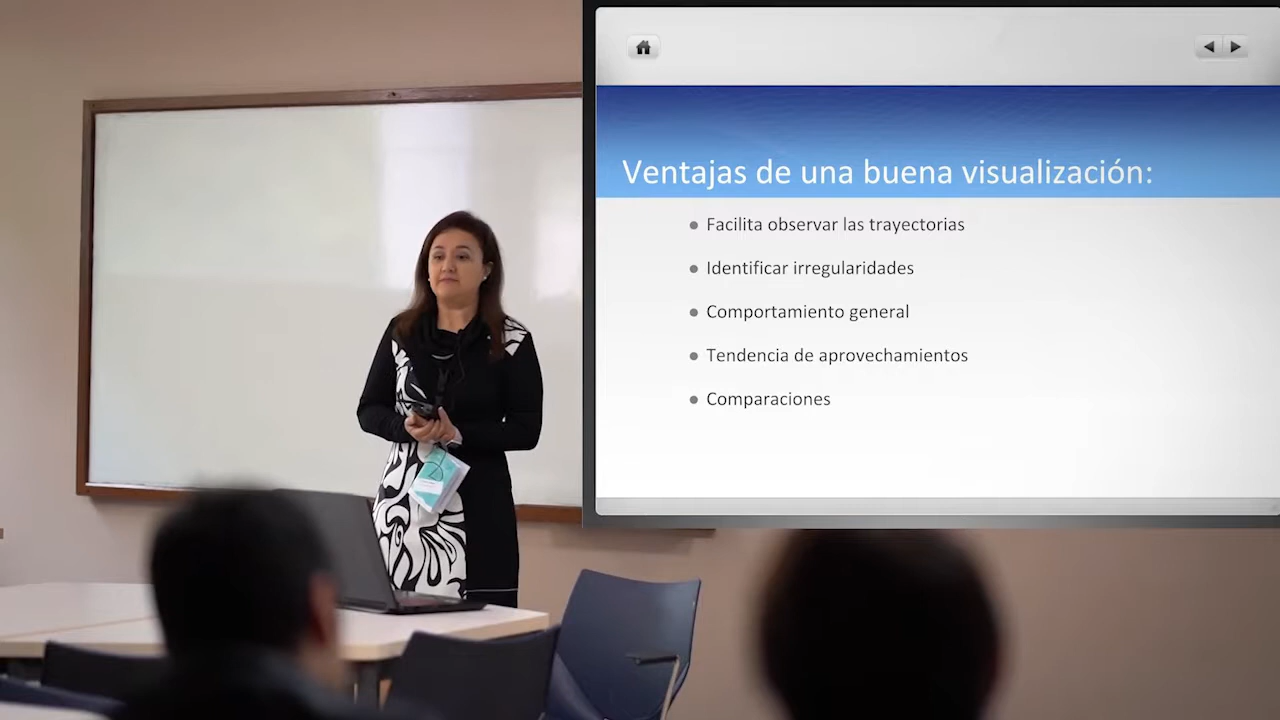 Ventajas de una buena visualización:
Facilita observar las trayectorias
Identificar irregularidades
Comportamiento general
Tendencia de aprovechamientos
Comparaciones